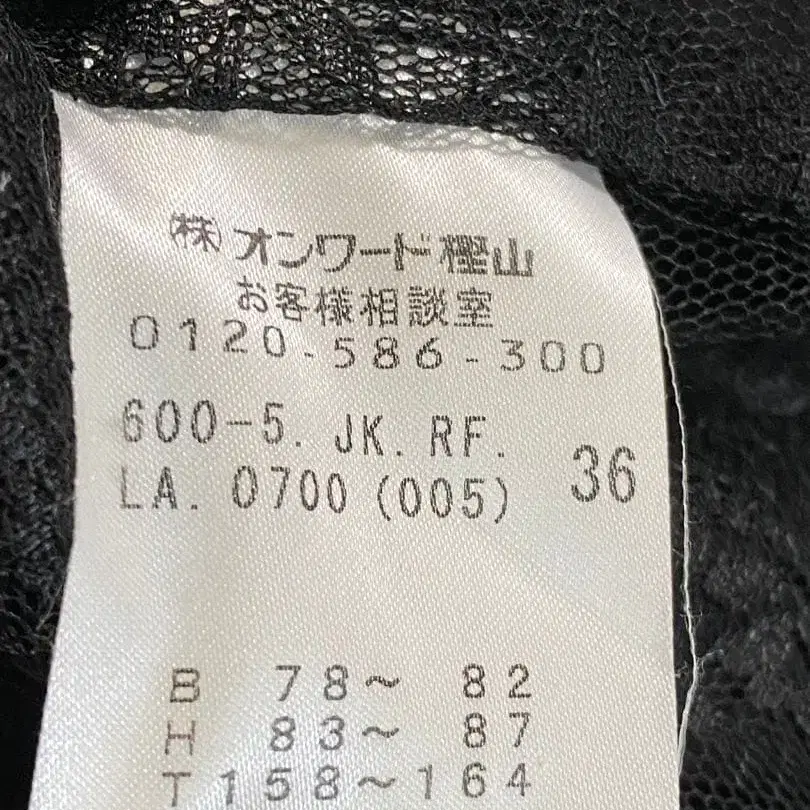 ㈱オンワード樫山
お客様相談室
0120-586-300
600-5. JK. RF.
LA. 0700 (005) 36
B 78～ 82
H 83～ 87
T158～164